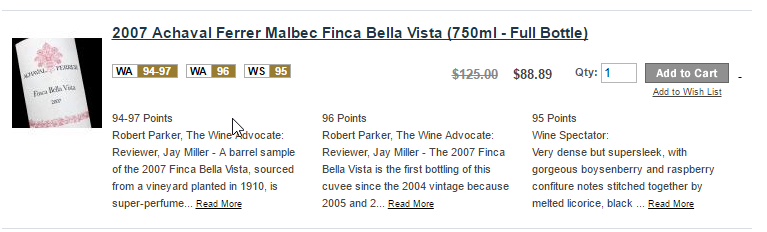 2007 Achaval Ferrer Malbec Finca Bella Vista (750ml - Full Bottle)
ACHAVAL FERRER
Finca Bella Vista
2007
WA 94-97 WA 96 WS 95
$125.00 $88.89 Qty: 1 Add to Cart -
Add to Wish List
94-97 Points
Robert Parker, The Wine Advocate:
Reviewer, Jay Miller - A barrel sample
of the 2007 Finca Bella Vista, sourced
from a vineyard planted in 1910, is
super-perfume... Read More
96 Points
Robert Parker, The Wine Advocate:
Reviewer, Jay Miller - The 2007 Finca
Bella Vista is the first bottling of this
cuvee since the 2004 vintage because
2005 and 2... Read More
95 Points
Wine Spectator:
Very dense but supersleek, with
gorgeous boysenberry and raspberry
confiture notes stitched together by
melted licorice, black ... Read More